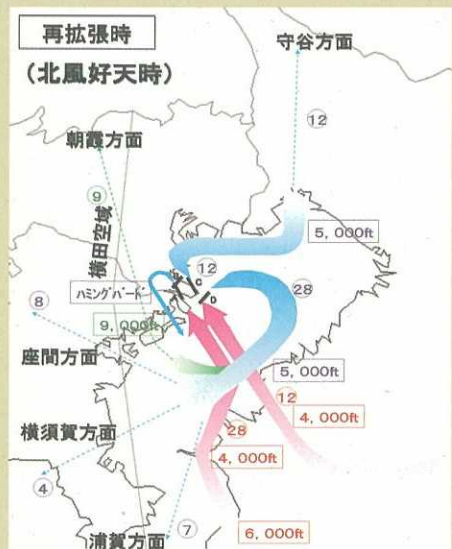 再拡張時
(北風好天時)
守谷方面
⑫
朝霞方面
⑨
横田空域
5,000ft
⑫
C
D
㉘
ハミングバード
9,000ft
⑧
座間方面
5,000ft
⑫
4,000ft
横須賀方面
㉘
4,000ft
④
⑦
6,000ft
浦賀方面